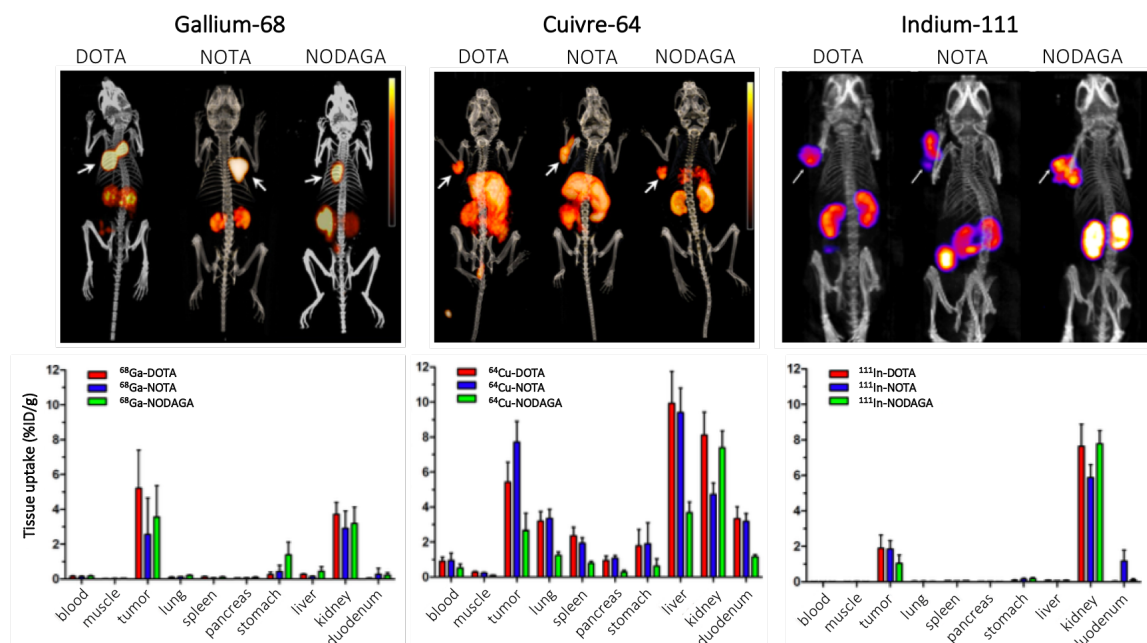 Gallium-68
Cuivre-64
Indium-111
DOTA NOTA NODAGA
DOTA NOTA NODAGA
DOTA NOTA NODAGA
Tissue uptake (%ID/g)
12
10
8
6
4
2
0
⁶⁸Ga-DOTA
⁶⁸Ga-NOTA
⁶⁸Ga-NODAGA
blood muscle tumor lung spleen pancreas stomach liver kidney duodenum
12
10
8
6
4
2
0
⁶⁴Cu-DOTA
⁶⁴Cu-NOTA
⁶⁴Cu-NODAGA
blood muscle tumor lung spleen pancreas stomach liver kidney duodenum
12
10
8
6
4
2
0
¹¹¹In-DOTA
¹¹¹In-NOTA
¹¹¹In-NODAGA
blood muscle tumor lung spleen pancreas stomach liver kidney duodenum